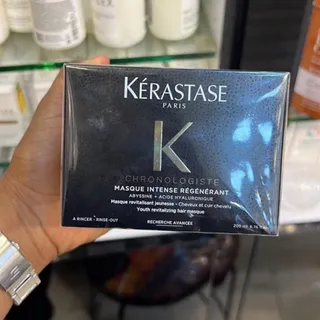 KÉRASTASE
PARIS
K
CHRONOLOGISTE
MASQUE INTENSE RÉGÉNÉRANT
ABYSSINE + ACIDE HYALURONIQUE
Masque revitalisant jeunesse - Cheveux et cuir chevelu
Youth revitalizing hair masque
A RINCER - RINSE-OUT
RECHERCHE AVANCÉE
200 ml